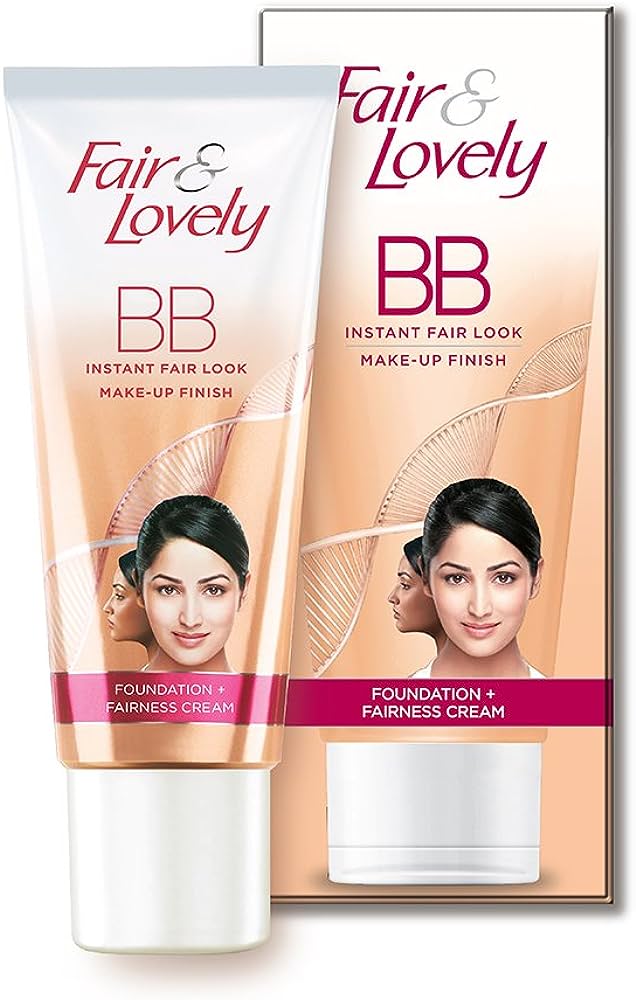 Fair &
Lovely
BB
INSTANT FAIR LOOK
MAKE-UP FINISH
FOUNDATION +
FAIRNESS CREAM
Fair &
Lovely
BB
INSTANT FAIR LOOK
MAKE-UP FINISH
FOUNDATION +
FAIRNESS CREAM